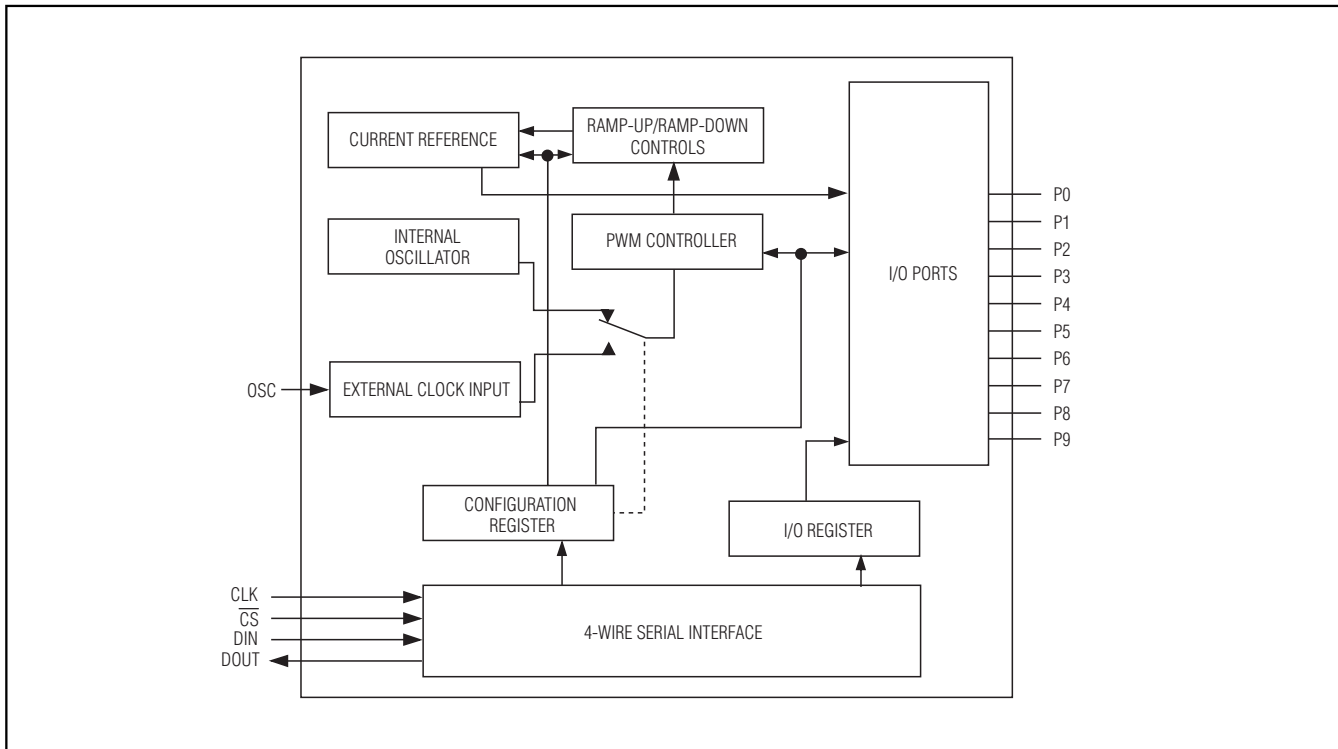 CURRENT REFERENCE
RAMP-UP/RAMP-DOWN
CONTROLS
INTERNAL
OSCILLATOR
PWM CONTROLLER
I/O PORTS
P0
P1
P2
P3
P4
P5
P6
P7
P8
P9
OSC
EXTERNAL CLOCK INPUT
CONFIGURATION
REGISTER
I/O REGISTER
CLK
CS
DIN
DOUT
4-WIRE SERIAL INTERFACE